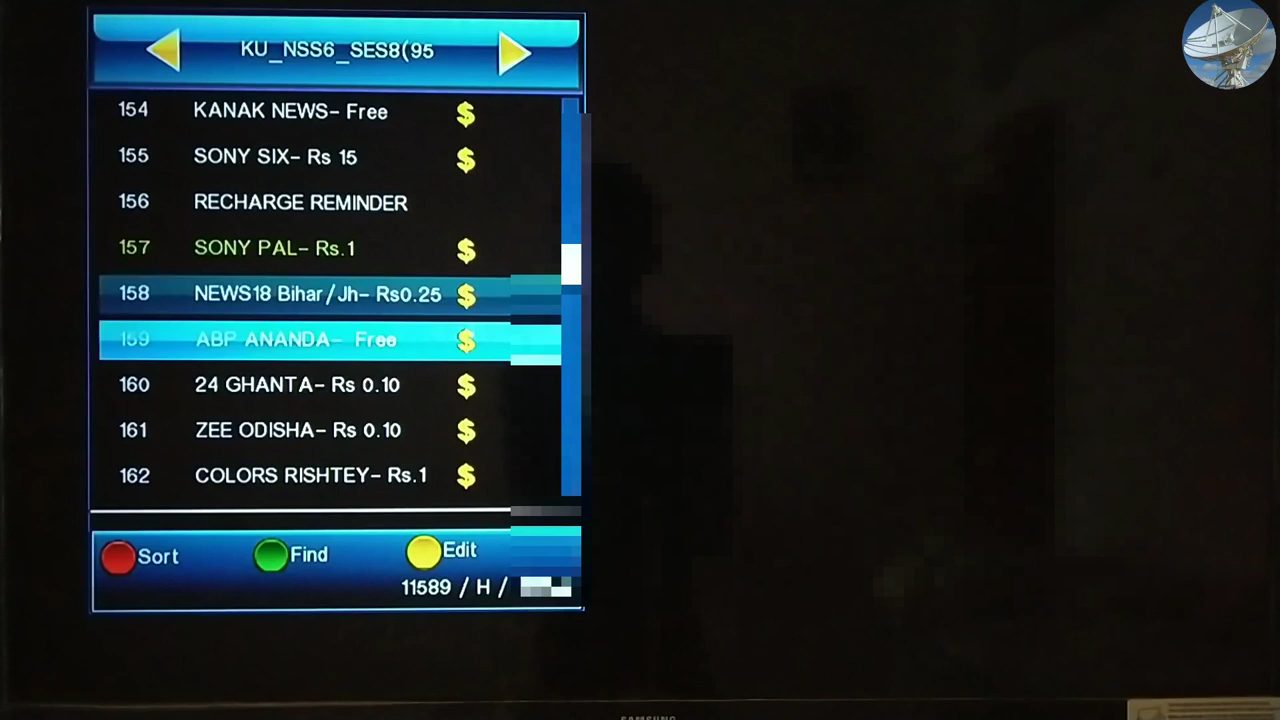 KU_NSS6_SES8(95
154 KANAK NEWS- Free $
155 SONY SIX- Rs 15 $
156 RECHARGE REMINDER
157 SONY PAL- Rs.1 $
158 NEWS18 Bihar/Jh- Rs0.25 $
159 ABP ANANDA- Free $
160 24 GHANTA- Rs 0.10 $
161 ZEE ODISHA- Rs 0.10 $
162 COLORS RISHTEY- Rs.1 $
Sort Find Edit
11589 / H /
SAMSUNG